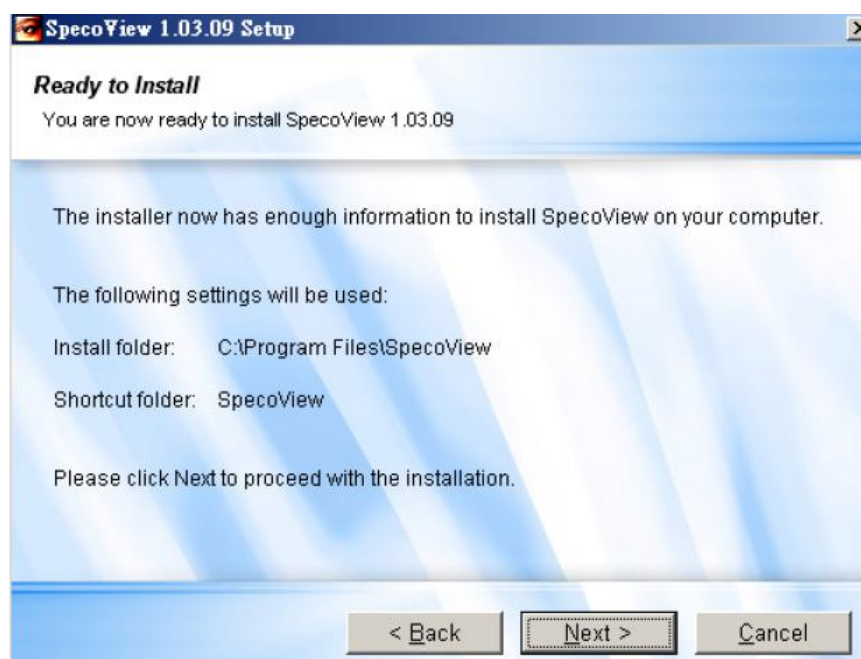 SpecoView 1.03.09 Setup
Ready to Install
You are now ready to install SpecoView 1.03.09
The installer now has enough information to install SpecoView on your computer.
The following settings will be used:
Install folder: C:\Program Files\SpecoView
Shortcut folder: SpecoView
Please click Next to proceed with the installation.
< Back Next > Cancel